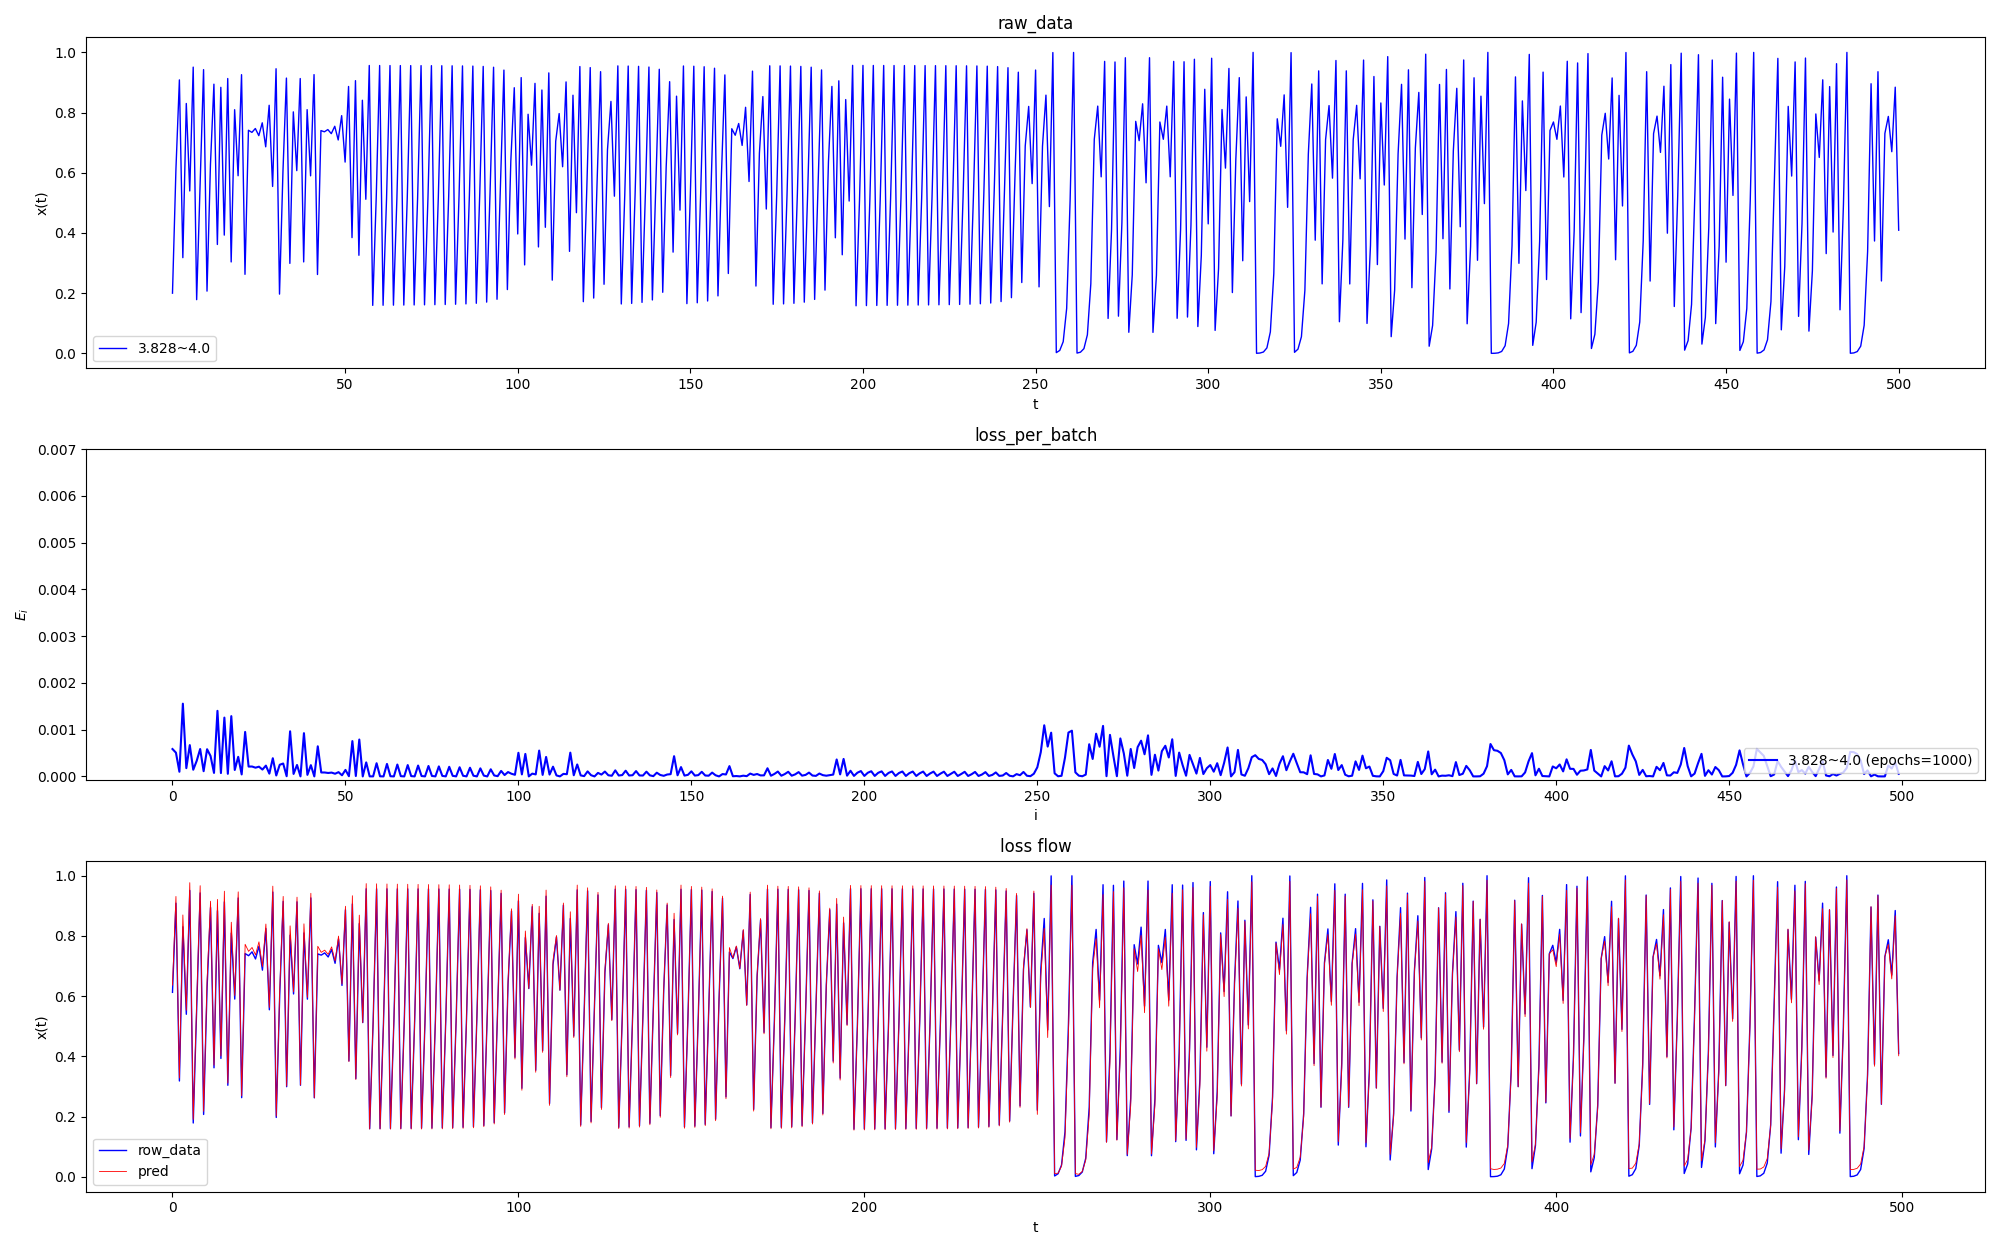 raw_data
1.0
0.8
0.6
0.4
0.2
0.0
x(t)
3.828~4.0
50 100 150 200 250 300 350 400 450 500
t
loss_per_batch
0.007
0.006
0.005
0.004
0.003
0.002
0.001
0.000
E_i
3.828~4.0 (epochs=1000)
0 50 100 150 200 250 300 350 400 450 500
i
loss flow
1.0
0.8
0.6
0.4
0.2
0.0
x(t)
row_data
pred
0 100 200 300 400 500
t